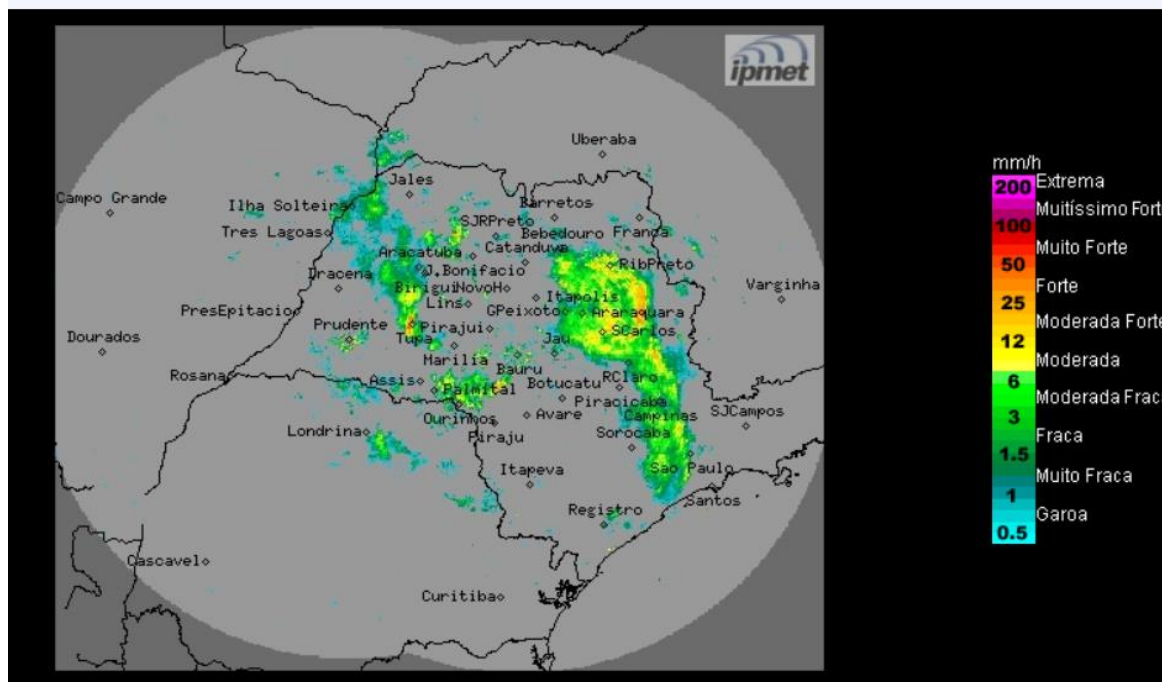 ipmet
Uberaba
Jales
Campo Grande
Ilha Solteira
Barretos
SJRPreto
Tres Lagoas
Bebedouro
Franca
Catanduva
Aracatuba
RibPreto
Dracena
J.Bonifacio
Birigui
NovoH
Varginha
Itapolis
Lins
PresEpitacio
GPeixoto
Araraquara
Prudente
Pirajui
SCarlos
Dourados
Tupa
Jau
Marilia
Bauru
Rosana
Assis
RClaro
Botucatu
Palmital
Piracicaba
Ourinhos
Avare
Campinas
SJCampos
Londrina
Piraju
Sorocaba
Itapeva
Sao Paulo
Santos
Registro
Cascavel
Curitiba
mm/h
200 Extrema
Muitíssimo Fort
100
Muito Forte
50
Forte
25
Moderada Forte
12
Moderada
6
Moderada Frac
3
Fraca
1.5
Muito Fraca
1
Garoa
0.5